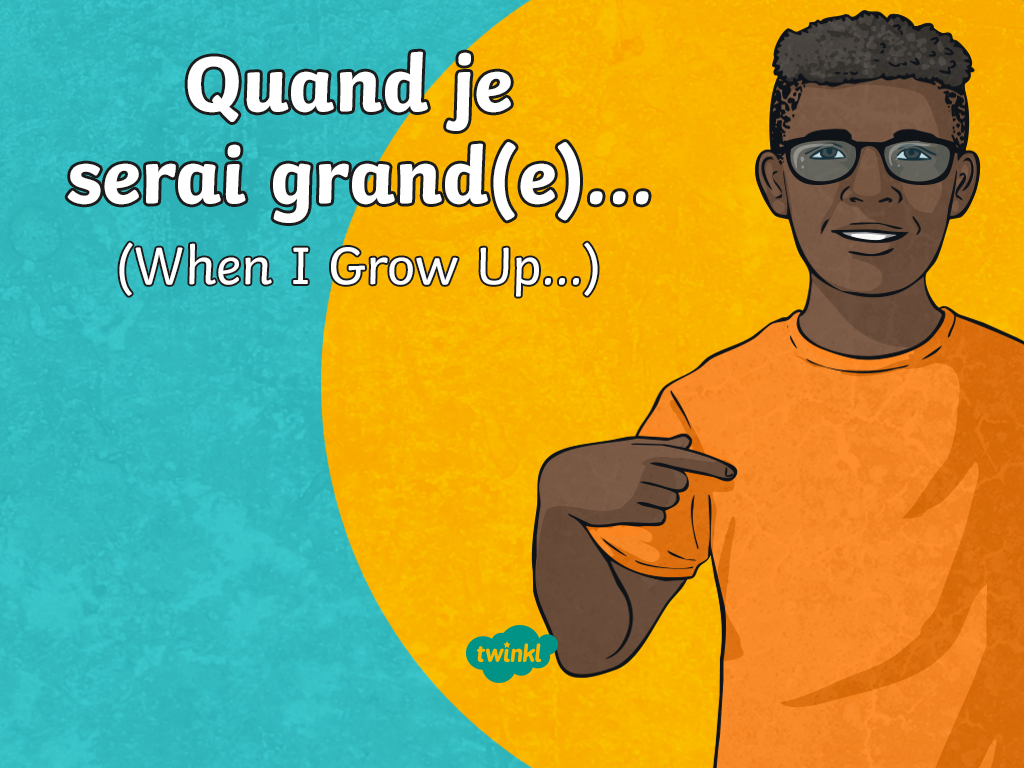 Quand je
serai grand(e)...
(When I Grow Up...)
twinkl